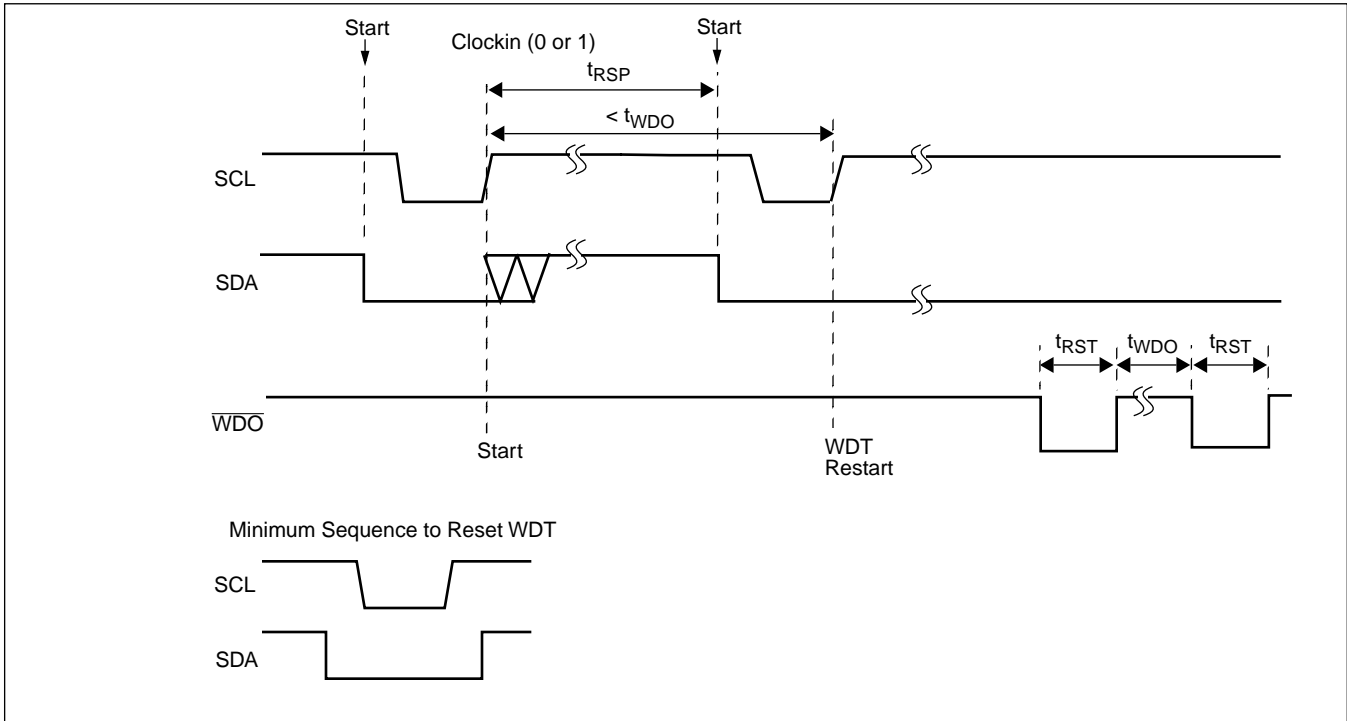 Start
Start
Clockin (0 or 1)
tRSP
< tWDO
SCL
SDA
tRST
tWDO
tRST
WDO
Start
WDT
Restart
Minimum Sequence to Reset WDT
SCL
SDA